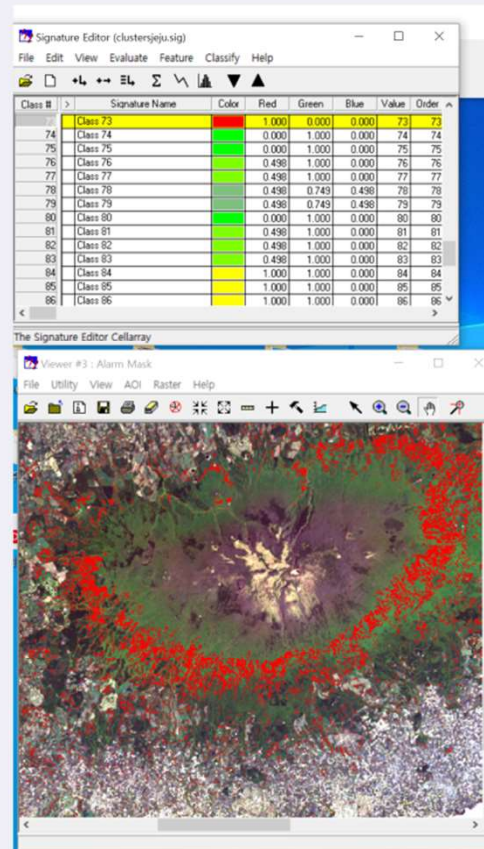 Signature Editor (clustersjeju.sig)
File Edit View Evaluate Feature Classify Help
Class # > Signature Name Color Red Green Blue Value Order
Class 73 1.000 0.000 0.000 73 73
74 Class 74 0.000 1.000 0.000 74 74
75 Class 75 0.000 1.000 0.000 75 75
76 Class 76 0.498 1.000 0.000 76 76
77 Class 77 0.498 1.000 0.000 77 77
78 Class 78 0.498 0.749 0.498 78 78
79 Class 79 0.498 0.749 0.498 79 79
80 Class 80 0.000 1.000 0.000 80 80
81 Class 81 0.498 1.000 0.000 81 81
82 Class 82 0.498 1.000 0.000 82 82
83 Class 83 0.498 1.000 0.000 83 83
84 Class 84 1.000 1.000 0.000 84 84
85 Class 85 1.000 1.000 0.000 85 85
86 Class 86 1.000 1.000 0.000 86 86
The Signature Editor Cellarray
Viewer #3 : Alarm Mask
File Utility View AOI Raster Help